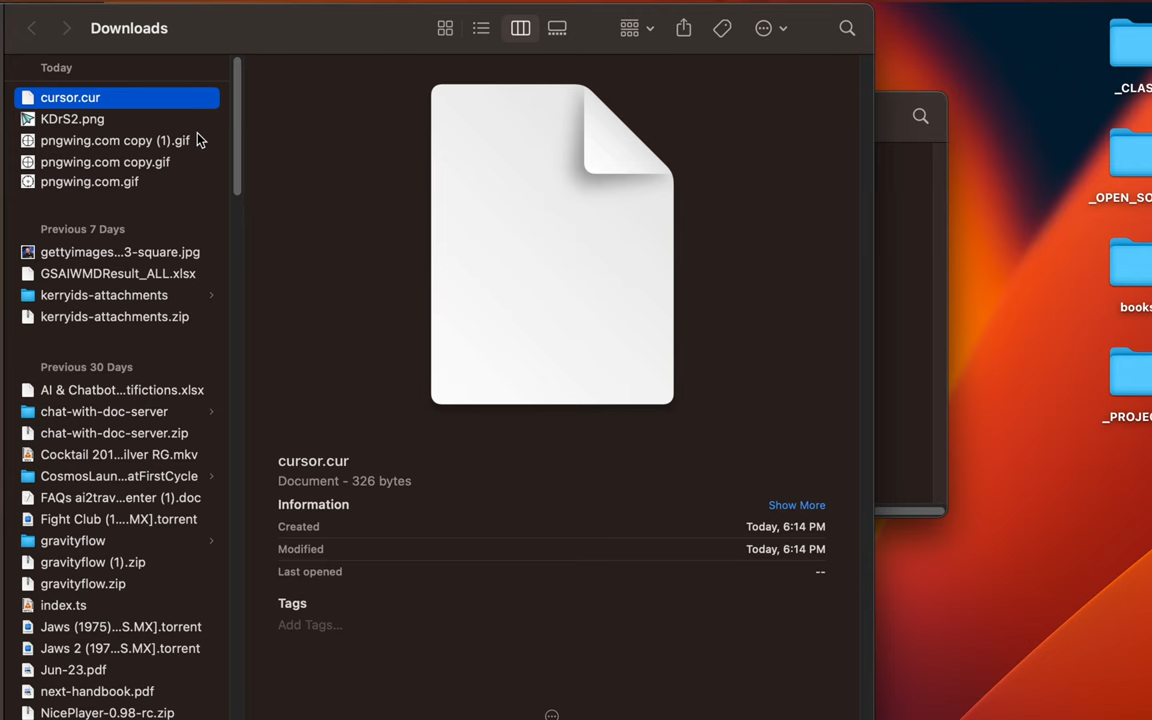 Downloads
Today
cursor.cur
KDrS2.png
pngwing.com copy (1).gif
pngwing.com copy.gif
pngwing.com.gif
Previous 7 Days
gettyimages...3-square.jpg
GSAIWMDResult_ALL.xlsx
kerryids-attachments
kerryids-attachments.zip
Previous 30 Days
AI & Chatbot...tifictions.xlsx
chat-with-doc-server
chat-with-doc-server.zip
Cocktail 201...ilver RG.mkv
CosmosLaun...atFirstCycle
FAQs ai2trav...enter (1).doc
Fight Club (1....MX].torrent
gravityflow
gravityflow (1).zip
gravityflow.zip
index.ts
Jaws (1975)...S.MX].torrent
Jaws 2 (197...S.MX].torrent
Jun-23.pdf
next-handbook.pdf
NicePlayer-0.98-rc.zip
cursor.cur
Document - 326 bytes
Information Show More
Created Today, 6:14 PM
Modified Today, 6:14 PM
Last opened --
Tags
Add Tags...
_CLAS
_OPEN_SO
books
_PROJE